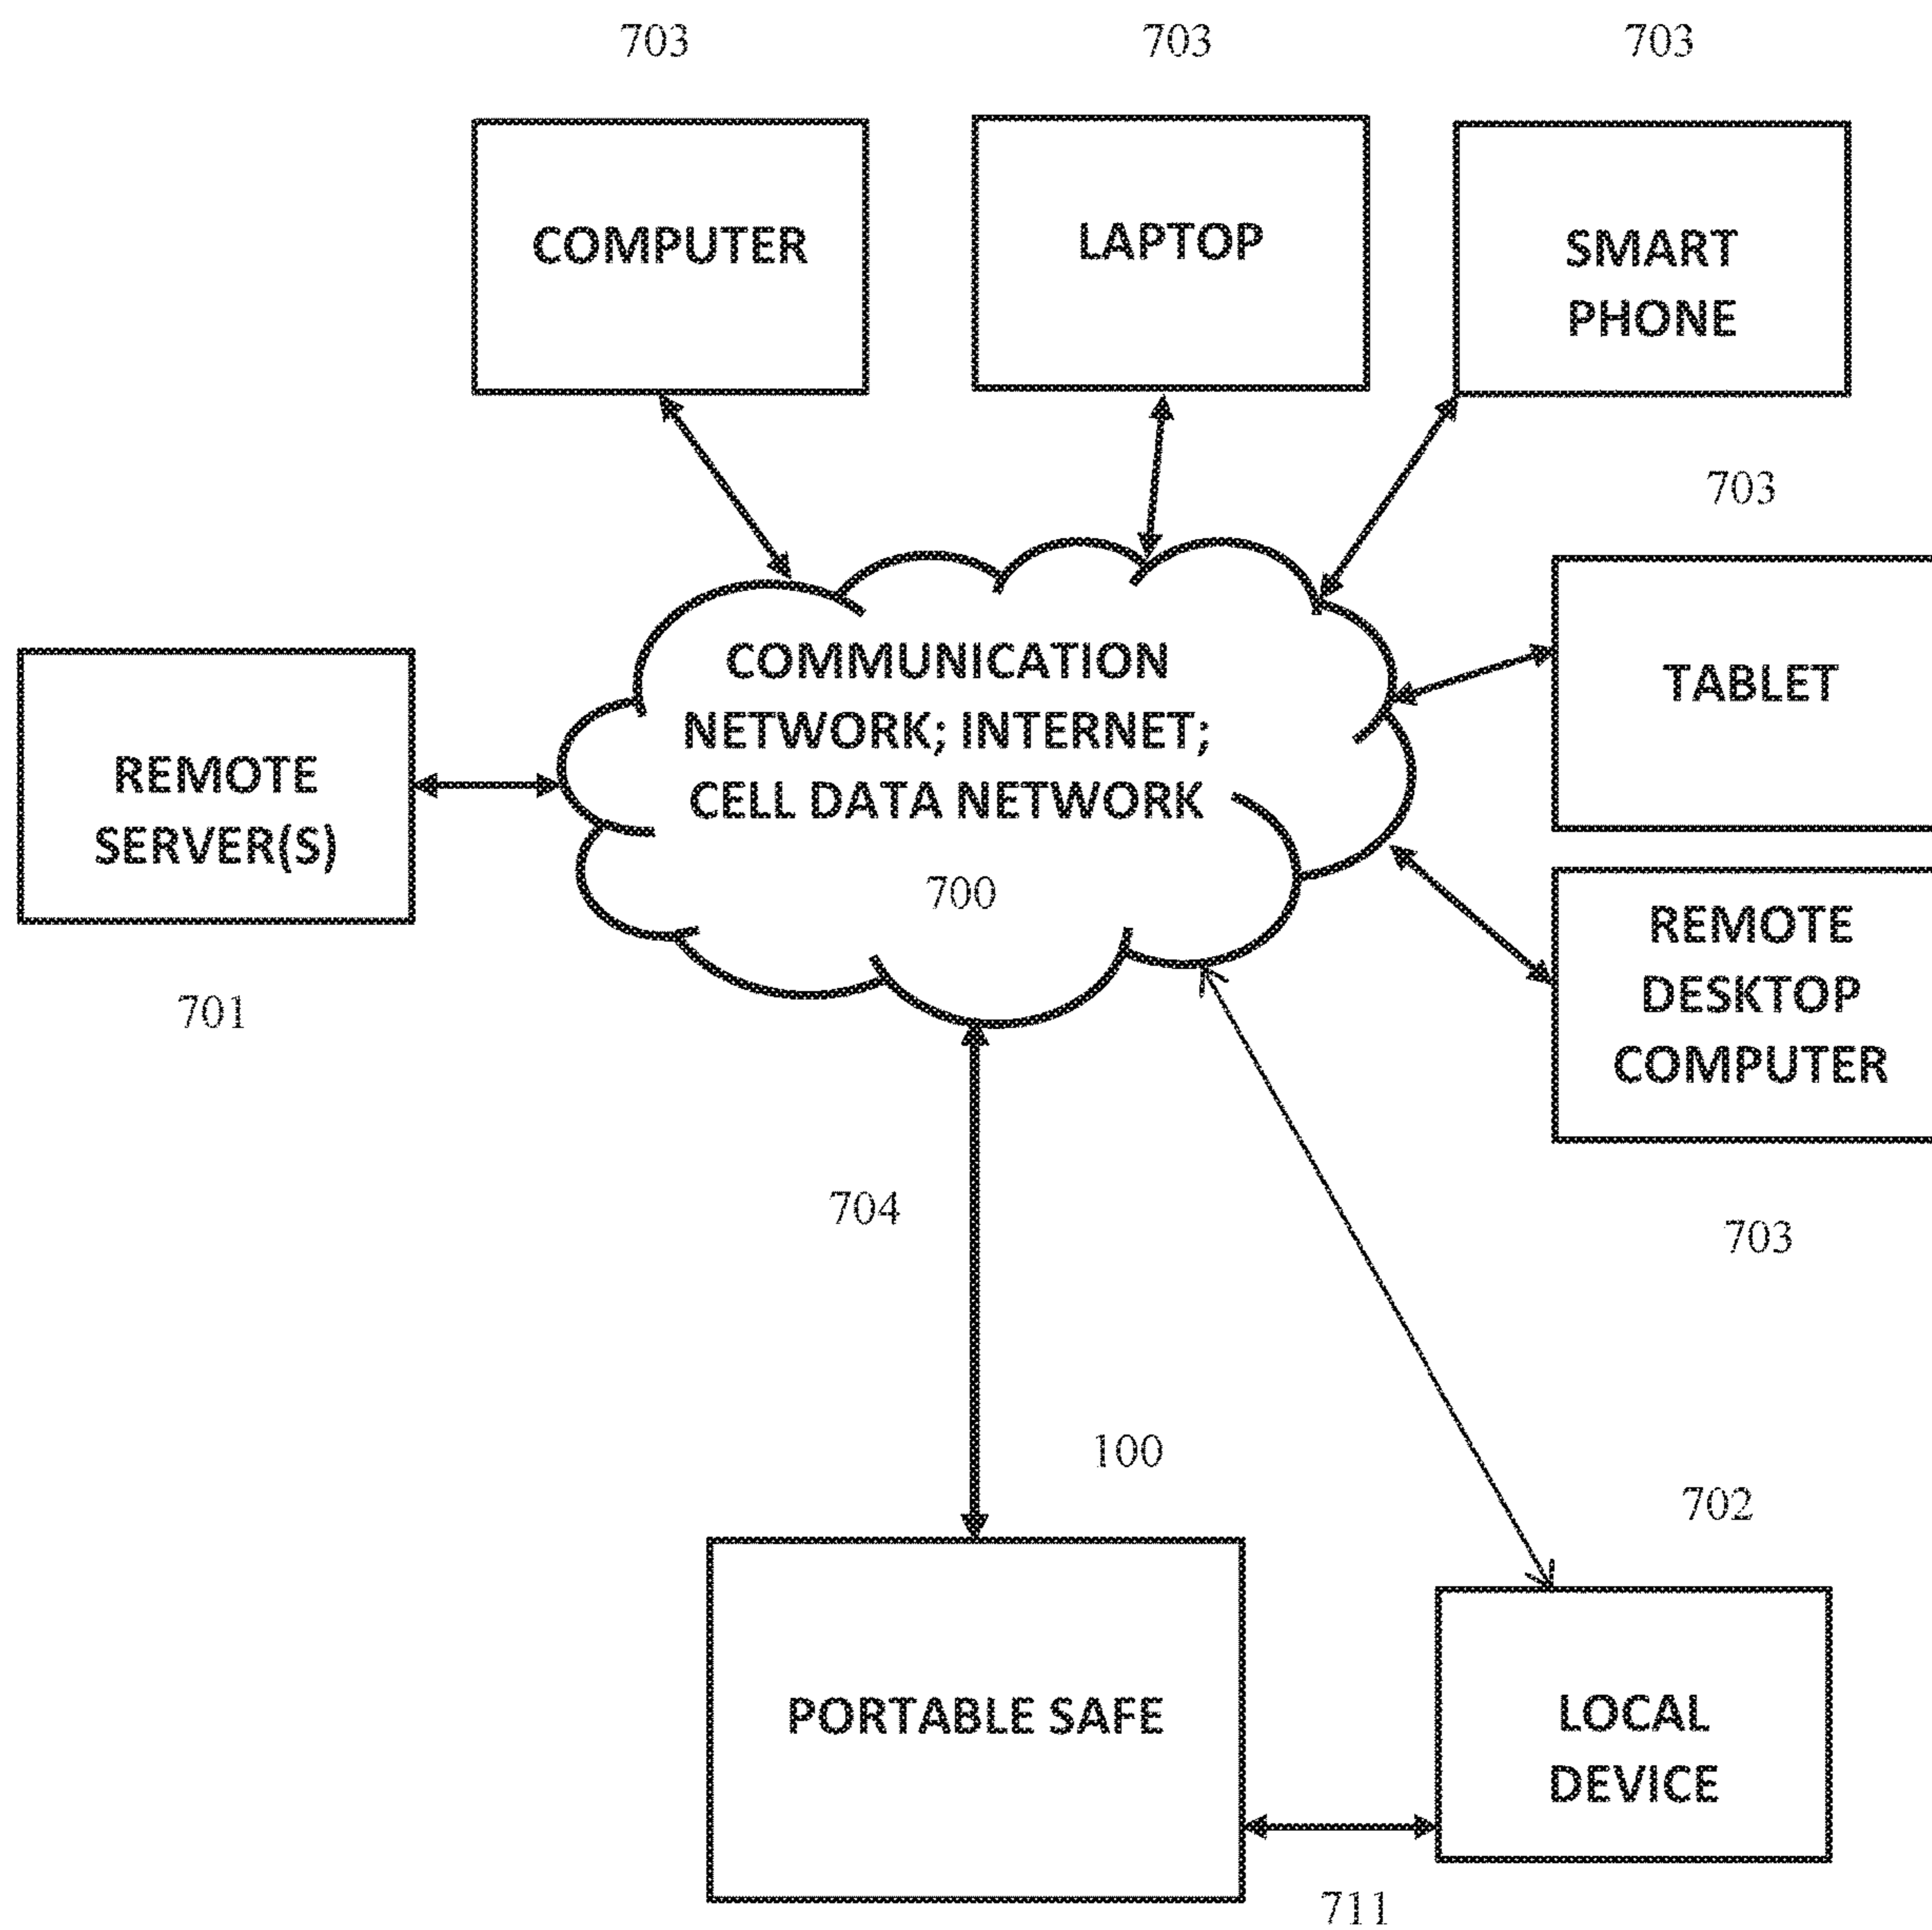 703
703
703
COMPUTER
LAPTOP
SMART
PHONE
703
TABLET
COMMUNICATION
NETWORK; INTERNET;
CELL DATA NETWORK
700
REMOTE
SERVER(S)
701
REMOTE
DESKTOP
COMPUTER
703
704
100
702
PORTABLE SAFE
LOCAL
DEVICE
711